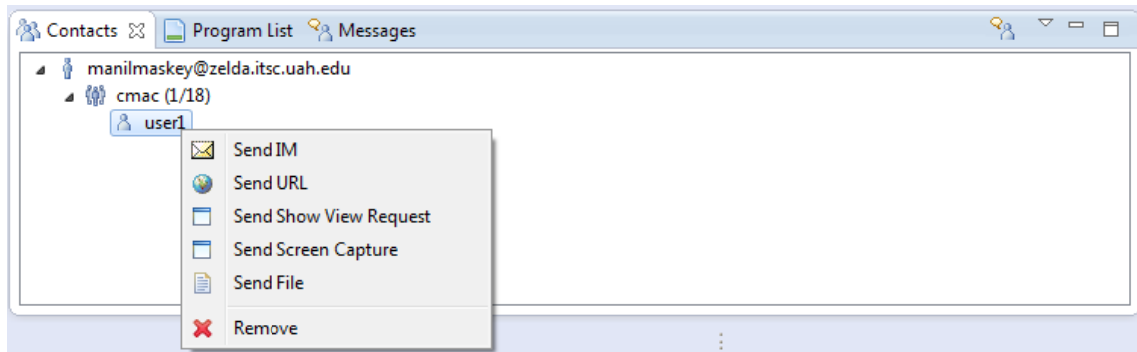 Contacts Program List Messages
manilmaskey@zelda.itsc.uah.edu
cmac (1/18)
user1
Send IM
Send URL
Send Show View Request
Send Screen Capture
Send File
Remove